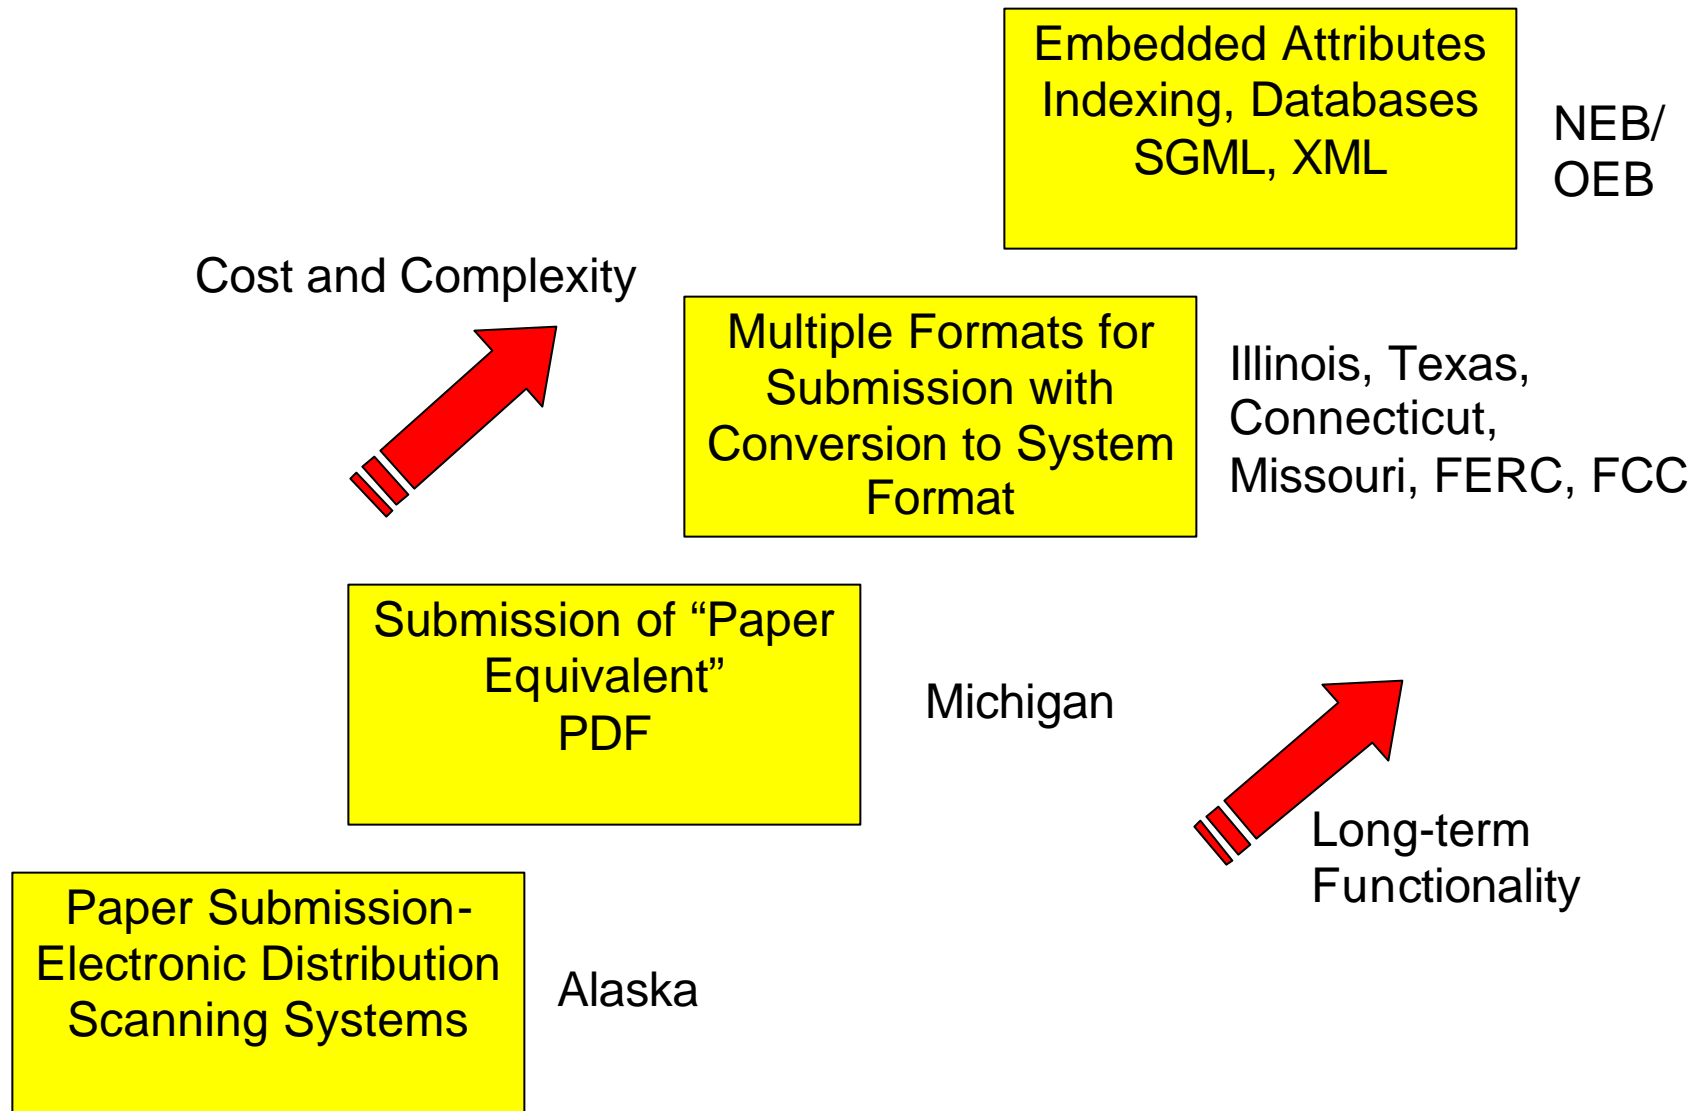 Embedded Attributes
Indexing, Databases
SGML, XML
NEB/
OEB
Cost and Complexity
Multiple Formats for
Submission with
Conversion to System
Format
Illinois, Texas,
Connecticut,
Missouri, FERC, FCC
Submission of “Paper
Equivalent”
PDF
Michigan
Long-term
Functionality
Paper Submission-
Electronic Distribution
Scanning Systems
Alaska